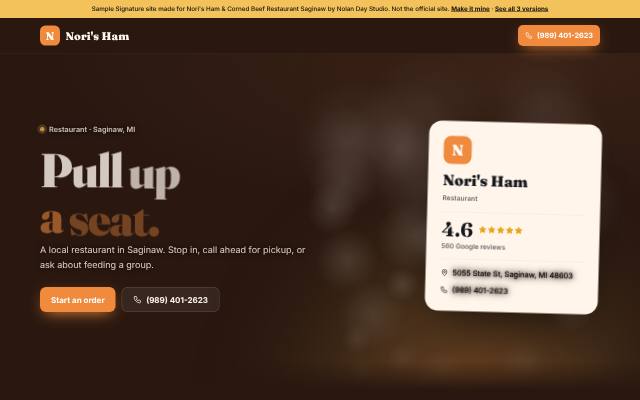 Sample Signature site made for Nori's Ham & Corned Beef Restaurant Saginaw by Nolan Day Studio. Not the official site. Make it mine · See all 3 versions
N Nori's Ham
(989) 401-2623
Restaurant · Saginaw, MI
Pull up
a seat.
A local restaurant in Saginaw. Stop in, call ahead for pickup, or
ask about feeding a group.
Start an order
(989) 401-2623
N
Nori's Ham
Restaurant
4.6 ★★★★★
560 Google reviews
5055 State St, Saginaw, MI 48603
(989) 401-2623